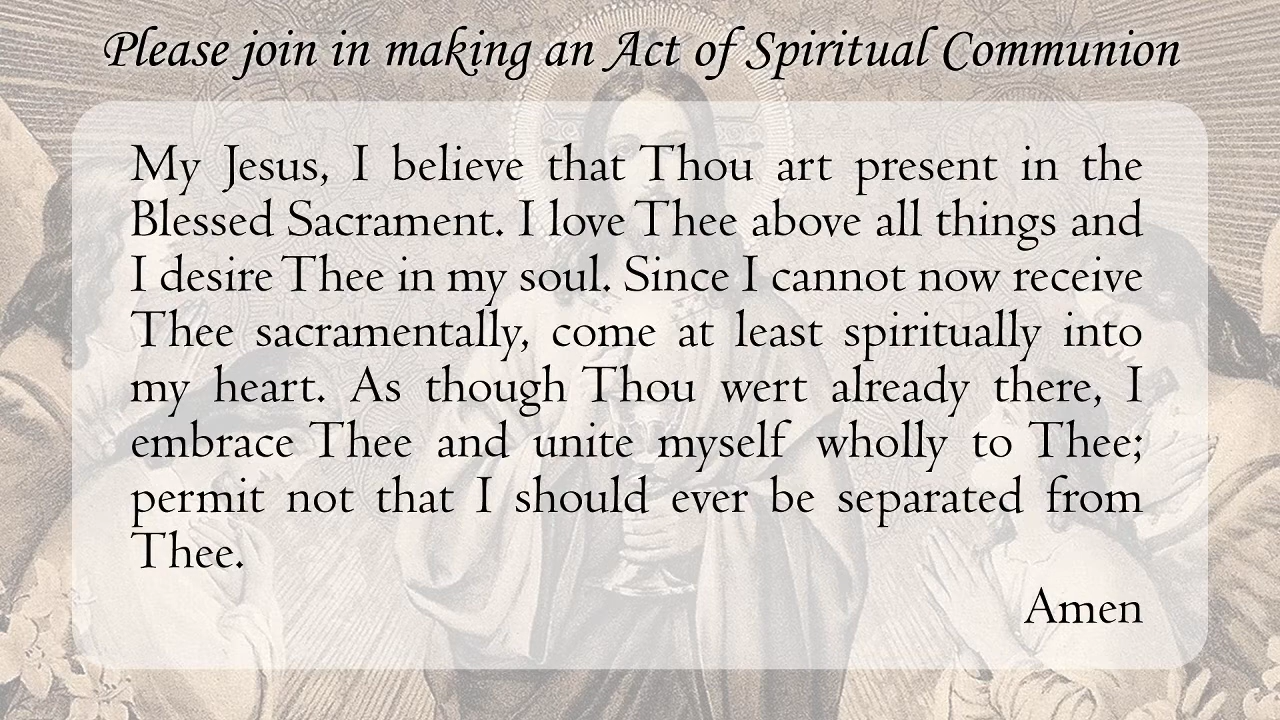 Please join in making an Act of Spiritual Communion
My Jesus, I believe that Thou art present in the
Blessed Sacrament. I love Thee above all things and
I desire Thee in my soul. Since I cannot now receive
Thee sacramentally, come at least spiritually into
my heart. As though Thou wert already there, I
embrace Thee and unite myself wholly to Thee;
permit not that I should ever be separated from
Thee.
Amen